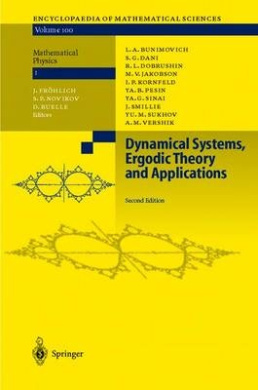 ENCYCLOPAEDIA OF MATHEMATICAL SCIENCES
Volume 100
Mathematical
Physics
1
J. FRÖHLICH
S. P. NOVIKOV
D. RUELLE
Editors
L. A. BUNIMOVICH
S. G. DANI
R. L. DOBRUSHIN
M. V. JAKOBSON
I. P. KORNFELD
YA. B. PESIN
YA. G. SINAI
J. SMILLIE
YU. M. SUKHOV
A. M. VERSHIK
Dynamical Systems,
Ergodic Theory
and Applications
Second Edition
Springer